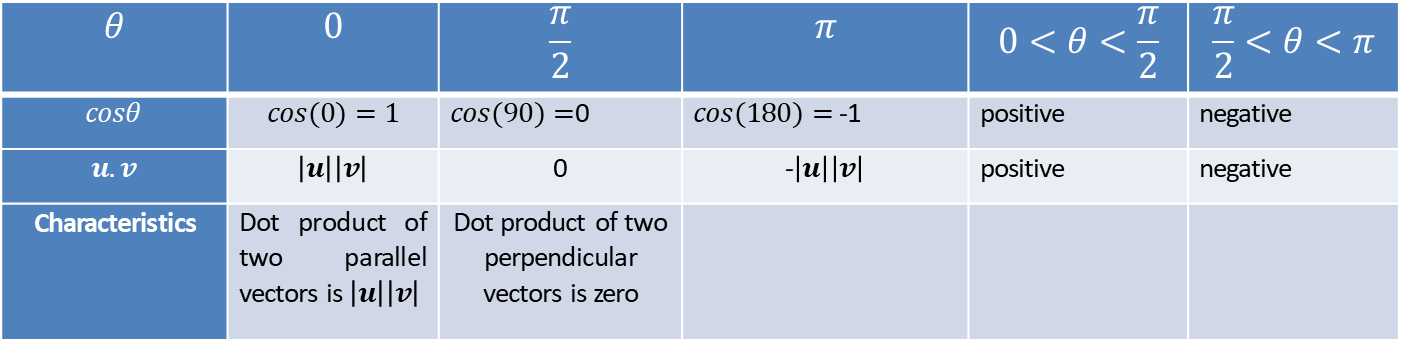 θ 0 π/2 π 0 < θ < π/2 π/2 < θ < π
cosθ cos(0) = 1 cos(90) =0 cos(180) = -1 positive negative
u.v |u||v| 0 -|u||v| positive negative
Characteristics Dot product of two parallel vectors is |u||v| Dot product of two perpendicular vectors is zero